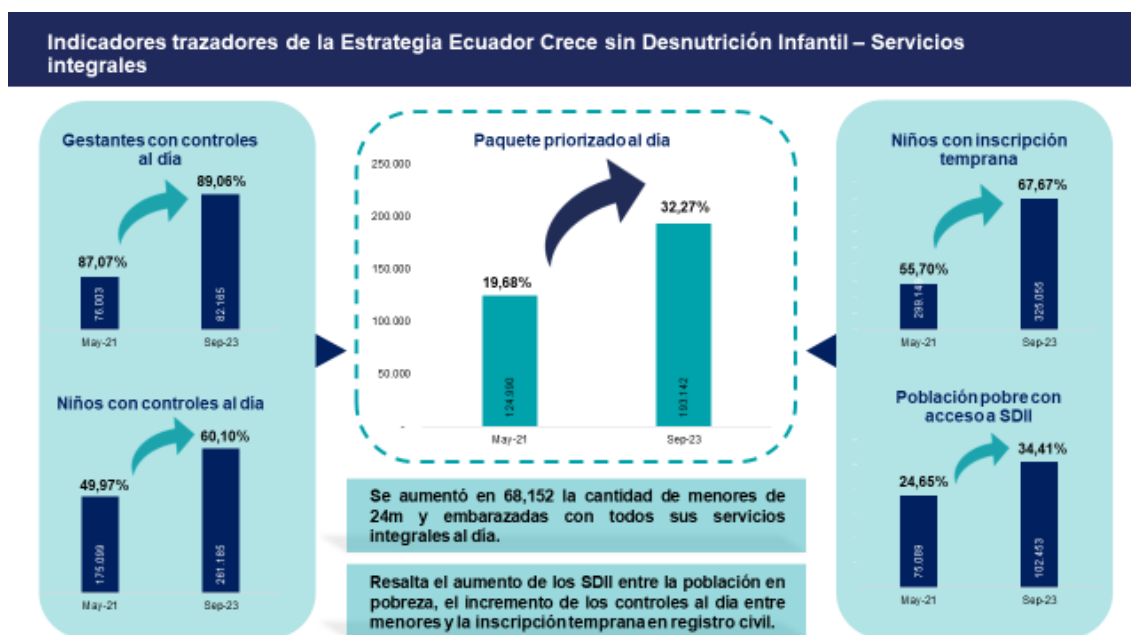 Indicadores trazadores de la Estrategia Ecuador Crece sin Desnutrición Infantil – Servicios
integrales
Gestantes con controles
al día
89,06%
87,07%
76.003
82.165
May-21
Sep-23
Niños con controles al día
60,10%
49,97%
175.099
261.185
May-21
Sep-23
Paquete priorizado al día
250.000
200.000
150.000
100.000
50.000
-
32,27%
19,68%
124.990
193.142
May-21
Sep-23
Se aumentó en 68,152 la cantidad de menores de
24m y embarazadas con todos sus servicios
integrales al día.
Resalta el aumento de los SDII entre la población en
pobreza, el incremento de los controles al día entre
menores y la inscripción temprana en registro civil.
Niños con inscripción
temprana
67,67%
55,70%
299.14
325.055
May-21
Sep-23
Población pobre con
acceso a SDII
34,41%
24,65%
75.089
102.453
May-21
Sep-23